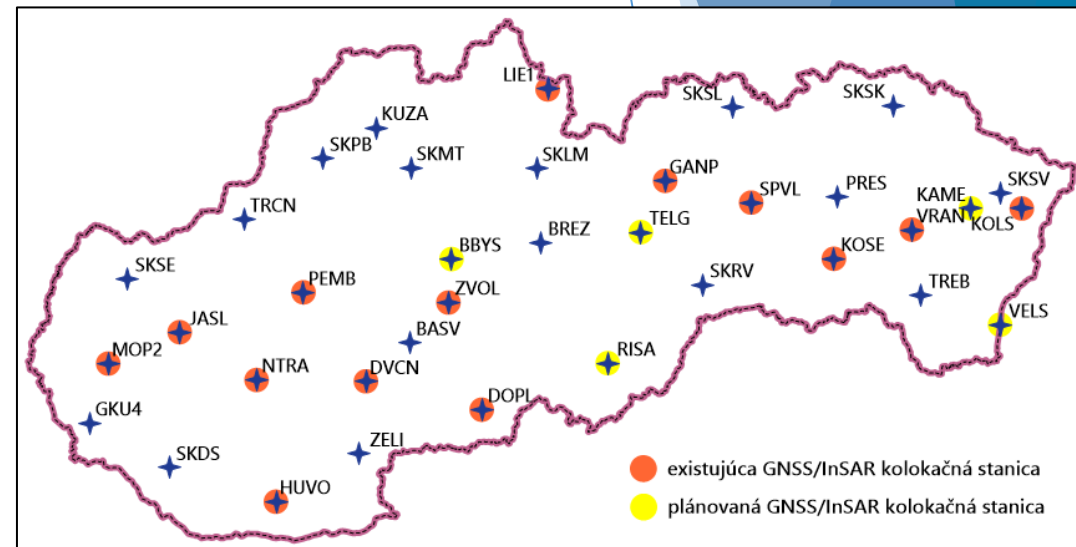 LIE1
SKSL
SKSK
KUZA
SKPB
SKMT
SKLM
GANP
SPVL
PRES
KAME
SKSV
VRAN
KOLS
TRCN
TELG
BREZ
BBYS
KOSE
SKSE
PEMB
ZVOL
SKRV
TREB
VELS
JASL
BASV
MOP2
NTRA
DVCN
RISA
DOPL
GKU4
SKDS
ZELI
HUVO
existujúca GNSS/InSAR kolokačná stanica
plánovaná GNSS/InSAR kolokačná stanica